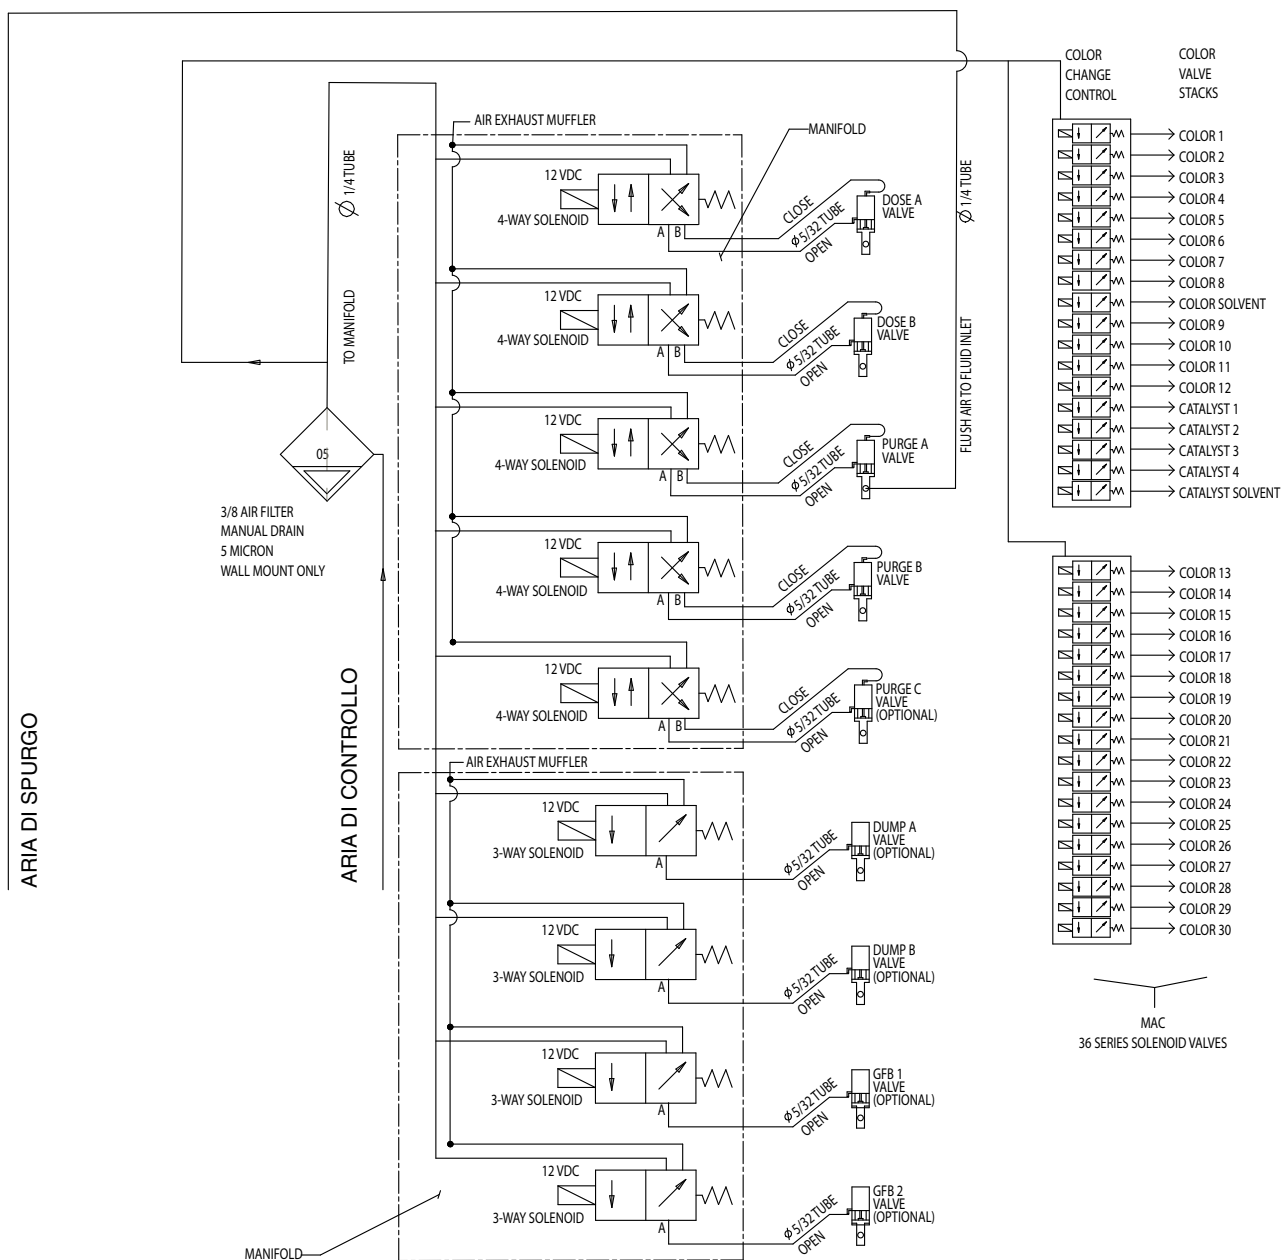 COLOR
CHANGE
CONTROL
COLOR
VALVE
STACKS
AIR EXHAUST MUFFLER
MANIFOLD
Ø 1/4 TUBE
TO MANIFOLD
12 VDC
4-WAY SOLENOID
A B
CLOSE
Ø 5/32 TUBE
OPEN
DOSE A
VALVE
12 VDC
4-WAY SOLENOID
A B
CLOSE
Ø 5/32 TUBE
OPEN
DOSE B
VALVE
12 VDC
4-WAY SOLENOID
A B
CLOSE
Ø 5/32 TUBE
OPEN
PURGE A
VALVE
12 VDC
4-WAY SOLENOID
A B
CLOSE
Ø 5/32 TUBE
OPEN
PURGE B
VALVE
12 VDC
4-WAY SOLENOID
A B
CLOSE
Ø 5/32 TUBE
OPEN
PURGE C
VALVE
(OPTIONAL)
Ø 1/4 TUBE
FLUSH AIR TO FLUID INLET
05
3/8 AIR FILTER
MANUAL DRAIN
5 MICRON
WALL MOUNT ONLY
ARIA DI SPURGO
ARIA DI CONTROLLO
AIR EXHAUST MUFFLER
12 VDC
3-WAY SOLENOID
A
Ø 5/32 TUBE
OPEN
DUMP A
VALVE
(OPTIONAL)
12 VDC
3-WAY SOLENOID
A
Ø 5/32 TUBE
OPEN
DUMP B
VALVE
(OPTIONAL)
12 VDC
3-WAY SOLENOID
A
Ø 5/32 TUBE
OPEN
GFB 1
VALVE
(OPTIONAL)
12 VDC
3-WAY SOLENOID
A
Ø 5/32 TUBE
OPEN
GFB 2
VALVE
(OPTIONAL)
MANIFOLD
COLOR 1
COLOR 2
COLOR 3
COLOR 4
COLOR 5
COLOR 6
COLOR 7
COLOR 8
COLOR SOLVENT
COLOR 9
COLOR 10
COLOR 11
COLOR 12
CATALYST 1
CATALYST 2
CATALYST 3
CATALYST 4
CATALYST SOLVENT
COLOR 13
COLOR 14
COLOR 15
COLOR 16
COLOR 17
COLOR 18
COLOR 19
COLOR 20
COLOR 21
COLOR 22
COLOR 23
COLOR 24
COLOR 25
COLOR 26
COLOR 27
COLOR 28
COLOR 29
COLOR 30
MAC
36 SERIES SOLENOID VALVES